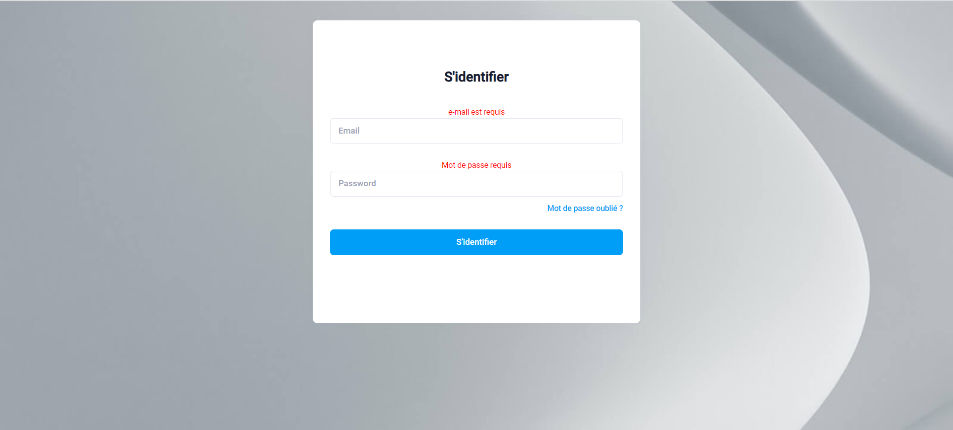 S'identifier
e-mail est requis
Email
Mot de passe requis
Password
Mot de passe oublié ?
S'identifier